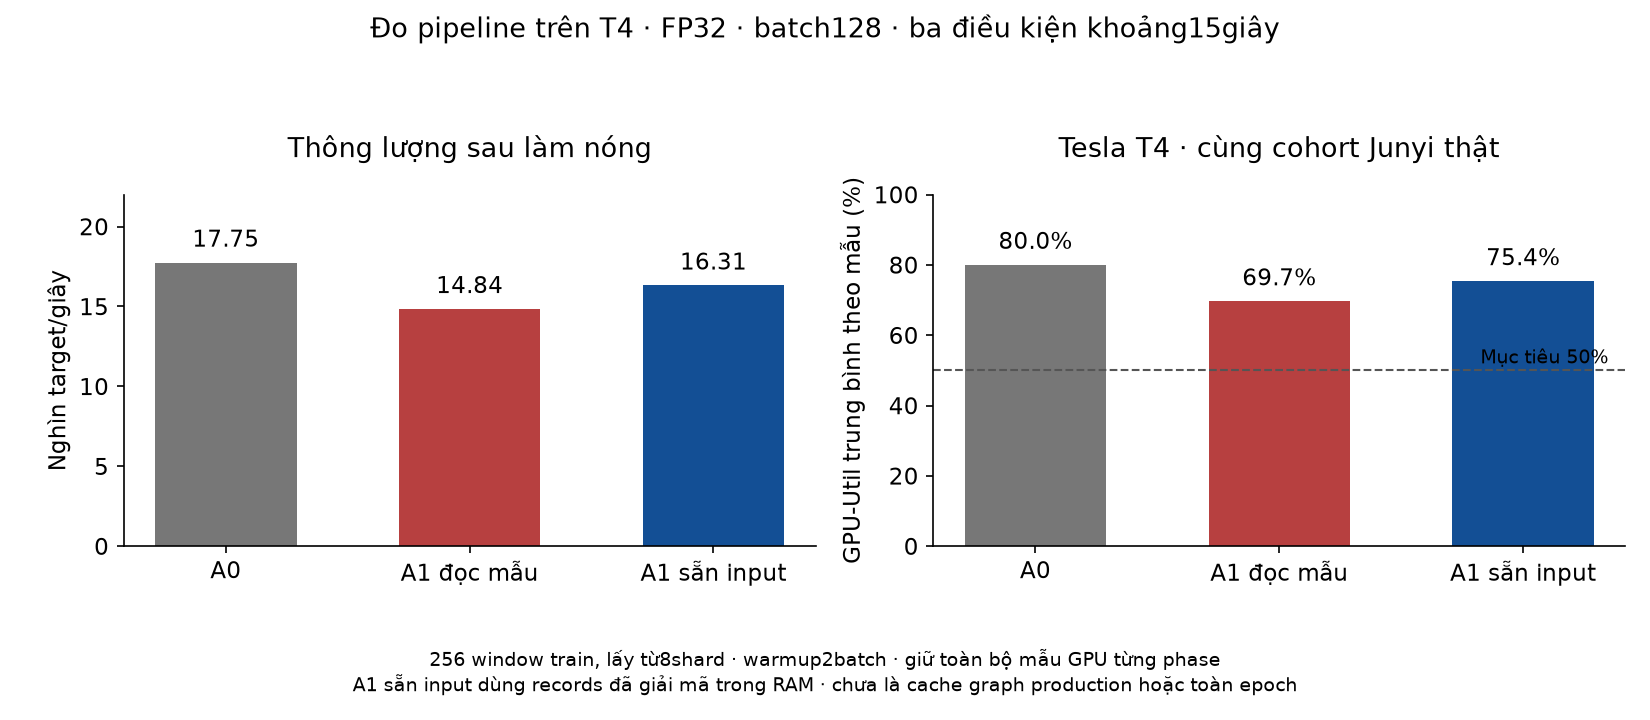 Đo pipeline trên T4 · FP32 · batch128 · ba điều kiện khoảng15giây
Thông lượng sau làm nóng
Nghìn target/giây
20
15
10
5
0
17.75
14.84
16.31
A0
A1 đọc mẫu
A1 sẵn input
Tesla T4 · cùng cohort Junyi thật
GPU-Util trung bình theo mẫu (%)
100
80
60
40
20
0
80.0%
69.7%
75.4%
Mục tiêu 50%
A0
A1 đọc mẫu
A1 sẵn input
256 window train, lấy từ8shard · warmup2batch · giữ toàn bộ mẫu GPU từng phase
A1 sẵn input dùng records đã giải mã trong RAM · chưa là cache graph production hoặc toàn epoch